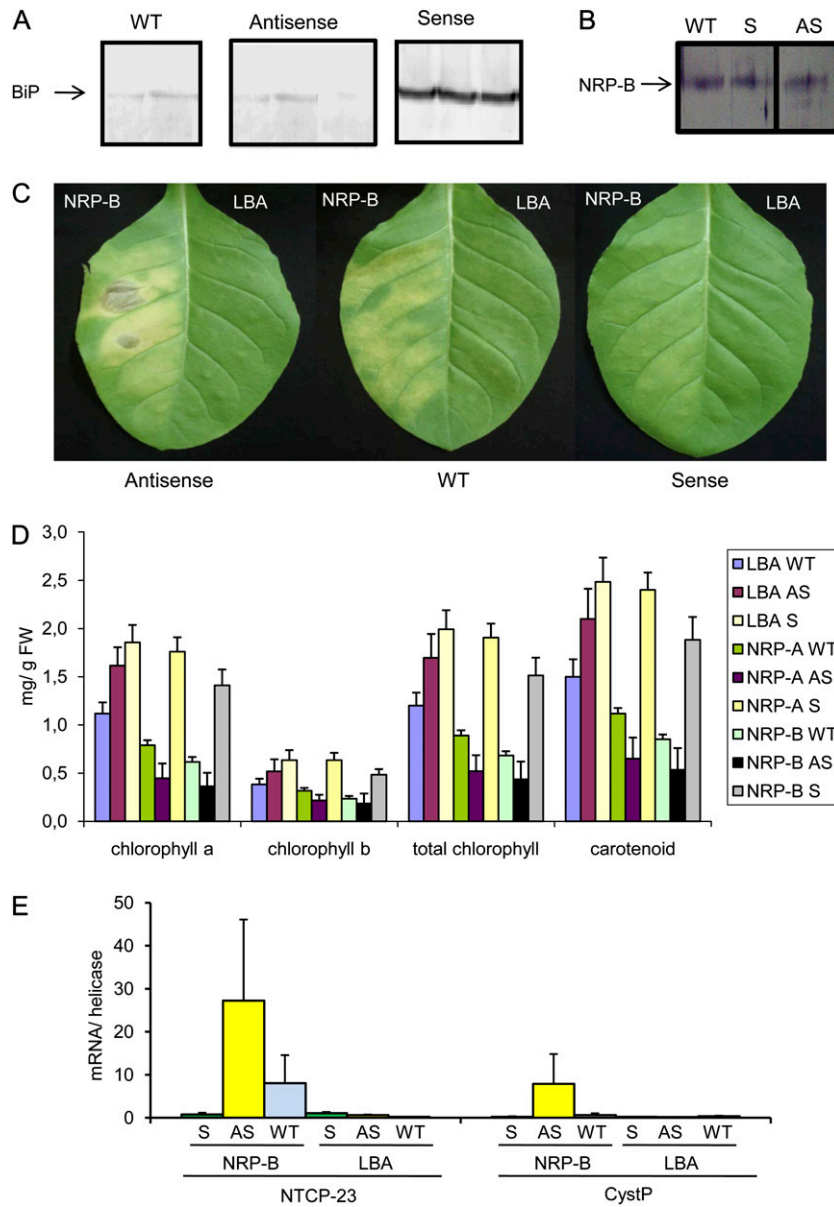 A
WT
Antisense
Sense
BiP
B
WT S AS
NRP-B
C
NRP-B LBA NRP-B LBA NRP-B LBA
Antisense WT Sense
D
3,0
2,5
2,0
1,5
1,0
0,5
0,0
mg/ g FW
chlorophyll a chlorophyll b total chlorophyll carotenoid
LBA WT
LBA AS
LBA S
NRP-A WT
NRP-A AS
NRP-A S
NRP-B WT
NRP-B AS
NRP-B S
E
50
40
30
20
10
0
mRNA/ helicase
S AS WT S AS WT S AS WT S AS WT
NRP-B LBA NRP-B LBA
NTCP-23 CystP